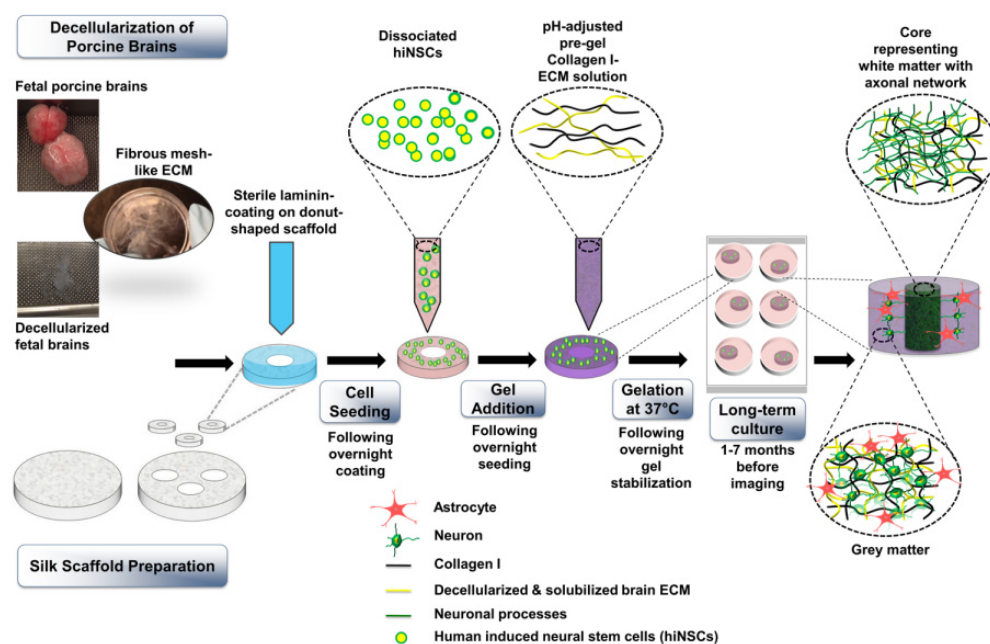 Decellularization of
Porcine Brains
Fetal porcine brains
Fibrous mesh-
like ECM
Decellularized
fetal brains
Sterile laminin-
coating on donut-
shaped scaffold
Dissociated
hiNSCs
pH-adjusted
pre-gel
Collagen I-
ECM solution
Core
representing
white matter with
axonal network
Cell
Seeding
Following
overnight
coating
Gel
Addition
Following
overnight
seeding
Gelation
at 37°C
Following
overnight
gel
stabilization
Long-term
culture
1-7 months
before
imaging
Grey matter
Silk Scaffold Preparation
Astrocyte
Neuron
Collagen I
Decellularized & solubilized brain ECM
Neuronal processes
Human induced neural stem cells (hiNSCs)